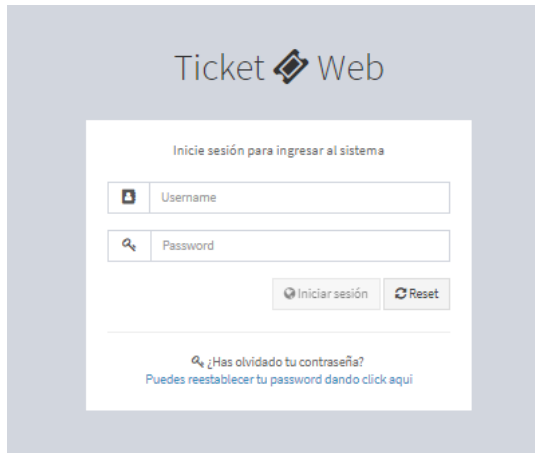 Ticket Web
Inicie sesión para ingresar al sistema
Username
Password
Iniciar sesión Reset
¿Has olvidado tu contraseña?
Puedes reestablecer tu password dando click aqui